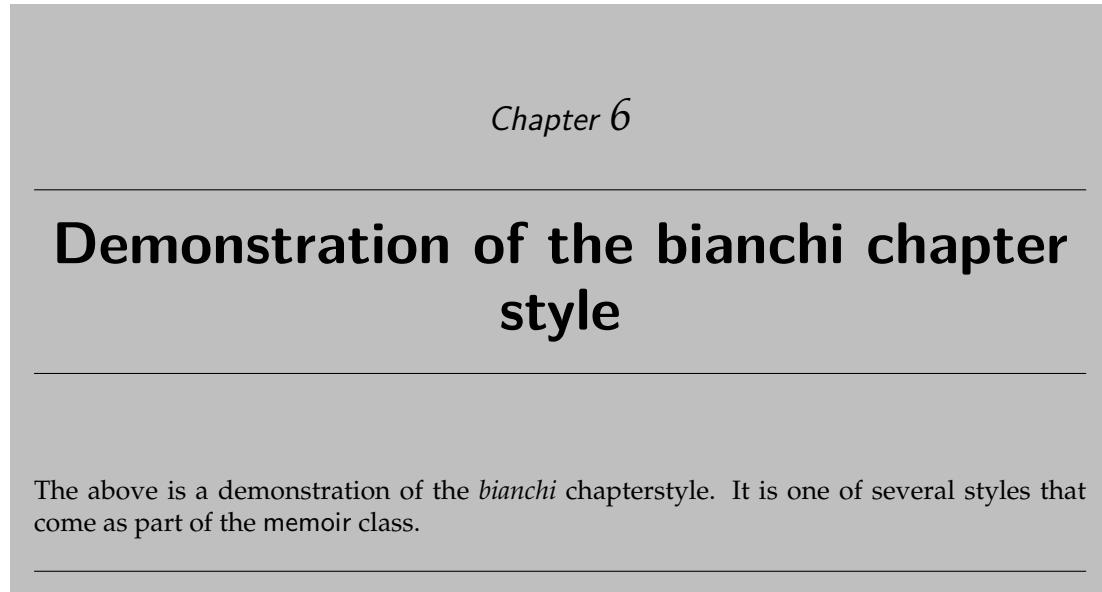 Chapter 6
Demonstration of the bianchi chapter
style
The above is a demonstration of the bianchi chapterstyle. It is one of several styles that
come as part of the memoir class.